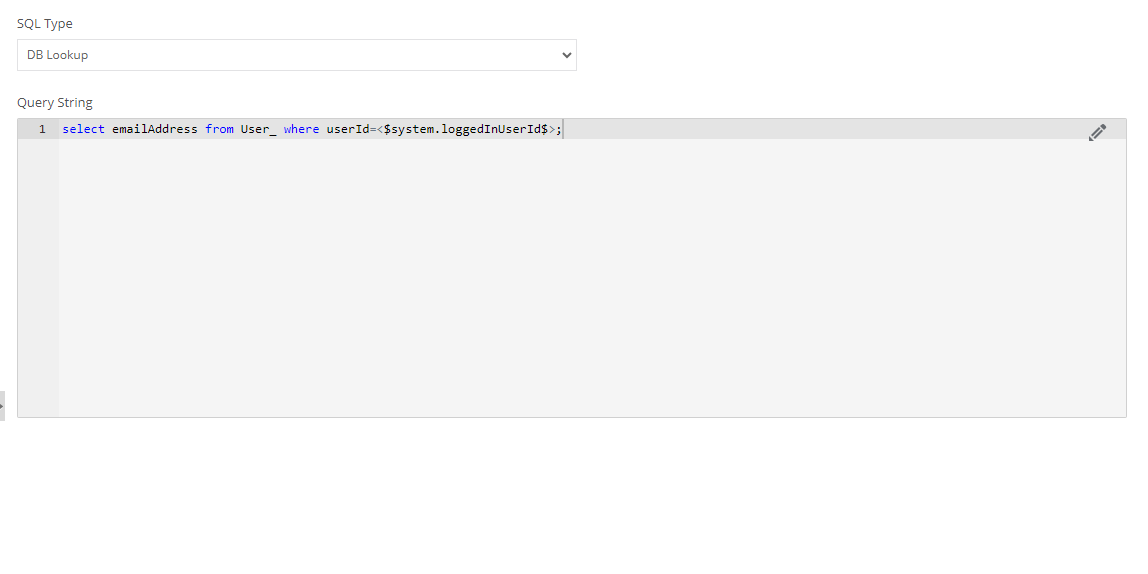 SQL Type
DB Lookup
Query String
1 select emailAddress from User_ where userId=<$system.loggedInUserId$>;